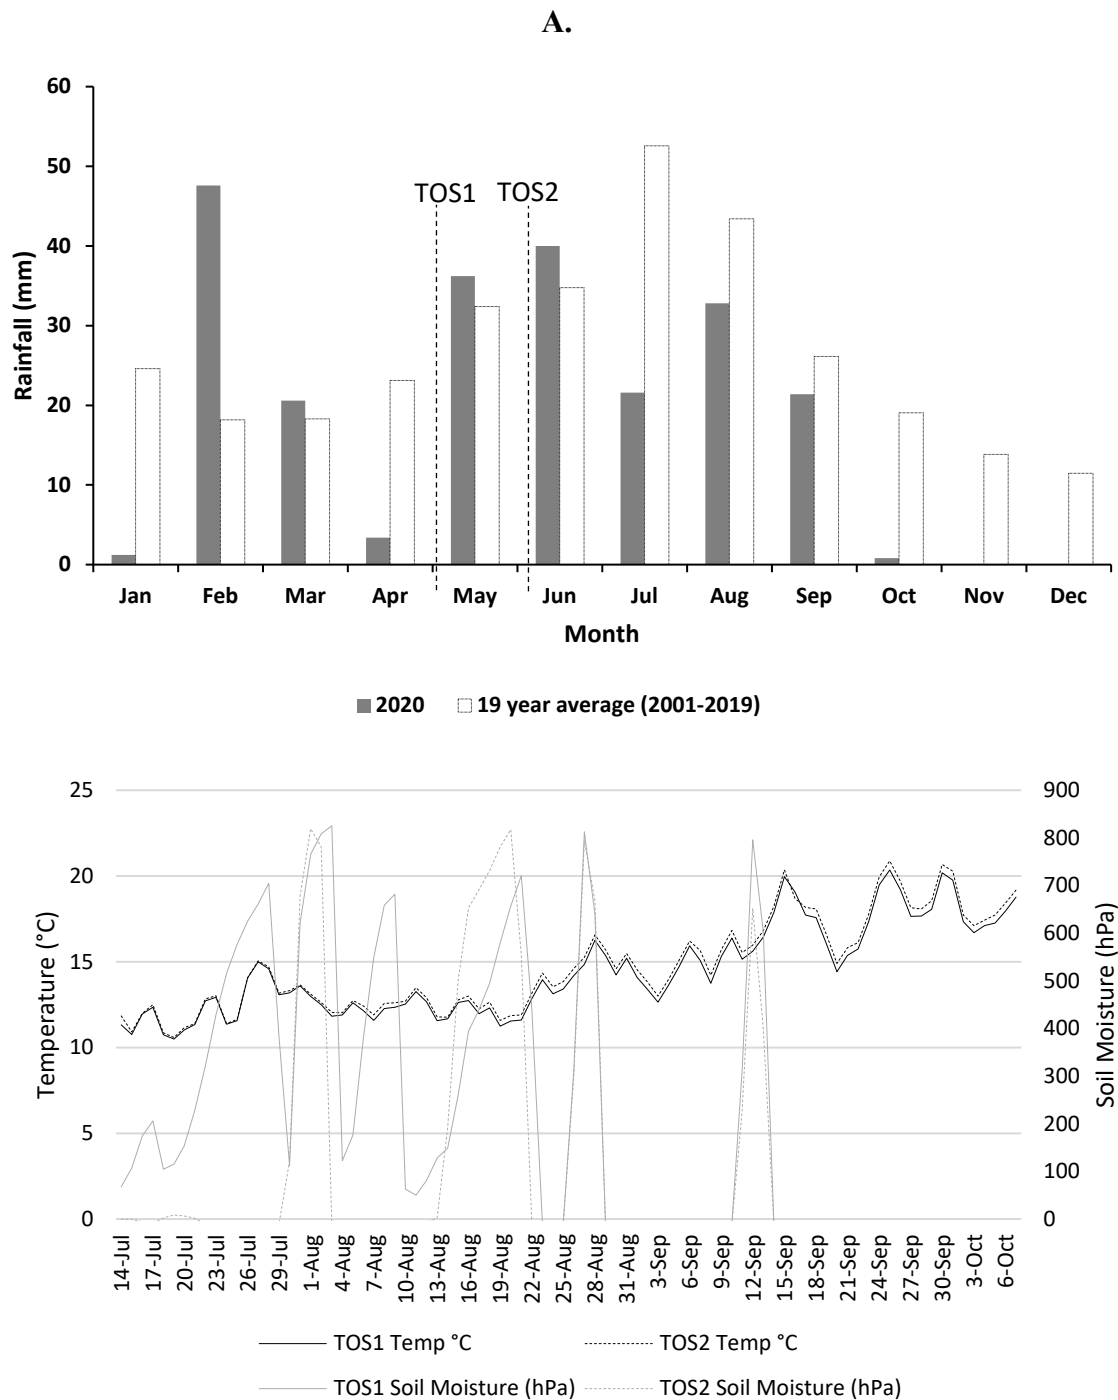 A.
60
50
40
30
20
10
0
Rainfall (mm)
TOS1 TOS2
Jan Feb Mar Apr May Jun Jul Aug Sep Oct Nov Dec
Month
2020 19 year average (2001-2019)
25
20
15
10
5
0
Temperature (°C)
900
800
700
600
500
400
300
200
100
0
Soil Moisture (hPa)
14-Jul
17-Jul
20-Jul
23-Jul
26-Jul
29-Jul
1-Aug
4-Aug
7-Aug
10-Aug
13-Aug
16-Aug
19-Aug
22-Aug
25-Aug
28-Aug
31-Aug
3-Sep
6-Sep
9-Sep
12-Sep
15-Sep
18-Sep
21-Sep
24-Sep
27-Sep
30-Sep
3-Oct
6-Oct
TOS1 Temp °C TOS2 Temp °C
TOS1 Soil Moisture (hPa) TOS2 Soil Moisture (hPa)